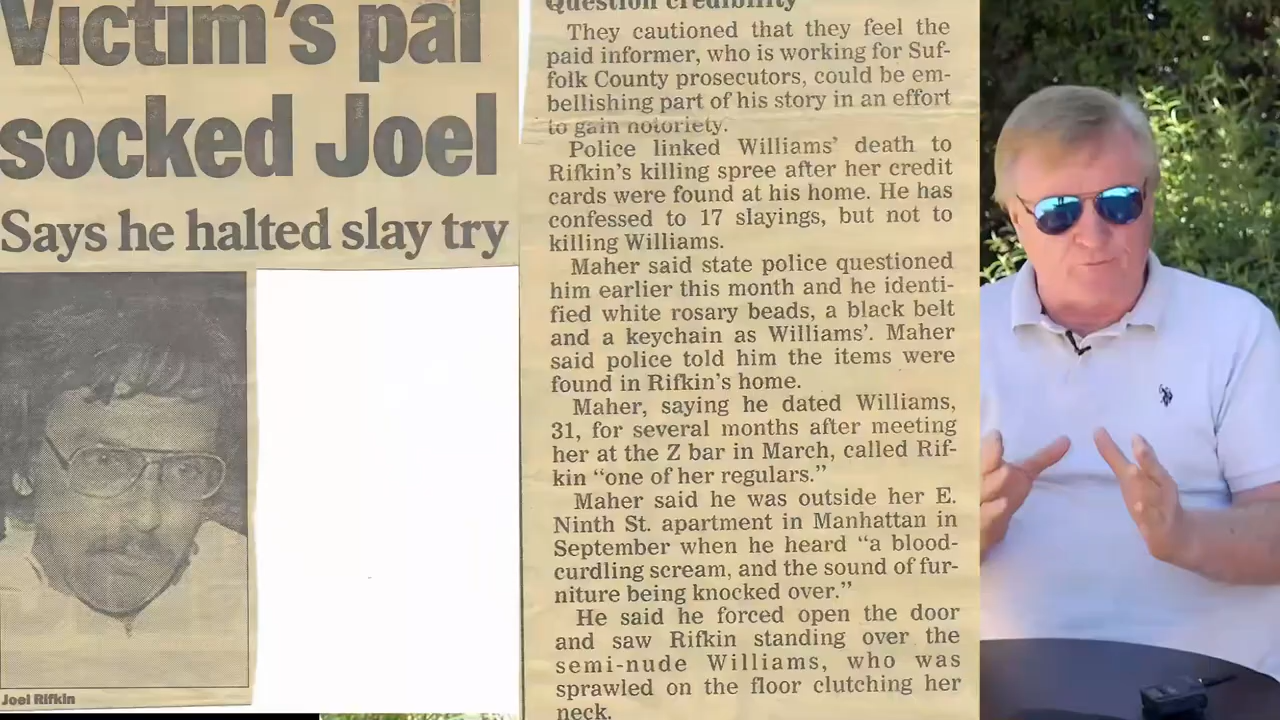 Victim's pal
socked Joel
Says he halted slay try
Joel Rifkin
Question credibility
They cautioned that they feel the
paid informer, who is working for Suf-
folk County prosecutors, could be em-
bellishing part of his story in an effort
to gain notoriety.
Police linked Williams' death to
Rifkin's killing spree after her credit
cards were found at his home. He has
confessed to 17 slayings, but not to
killing Williams.
Maher said state police questioned
him earlier this month and he identi-
fied white rosary beads, a black belt
and a keychain as Williams'. Maher
said police told him the items were
found in Rifkin's home.
Maher, saying he dated Williams,
31, for several months after meeting
her at the Z bar in March, called Rif-
kin "one of her regulars."
Maher said he was outside her E.
Ninth St. apartment in Manhattan in
September when he heard "a blood-
curdling scream, and the sound of fur-
niture being knocked over."
He said he forced open the door
and saw Rifkin standing over the
semi-nude Williams, who was
sprawled on the floor clutching her
neck.